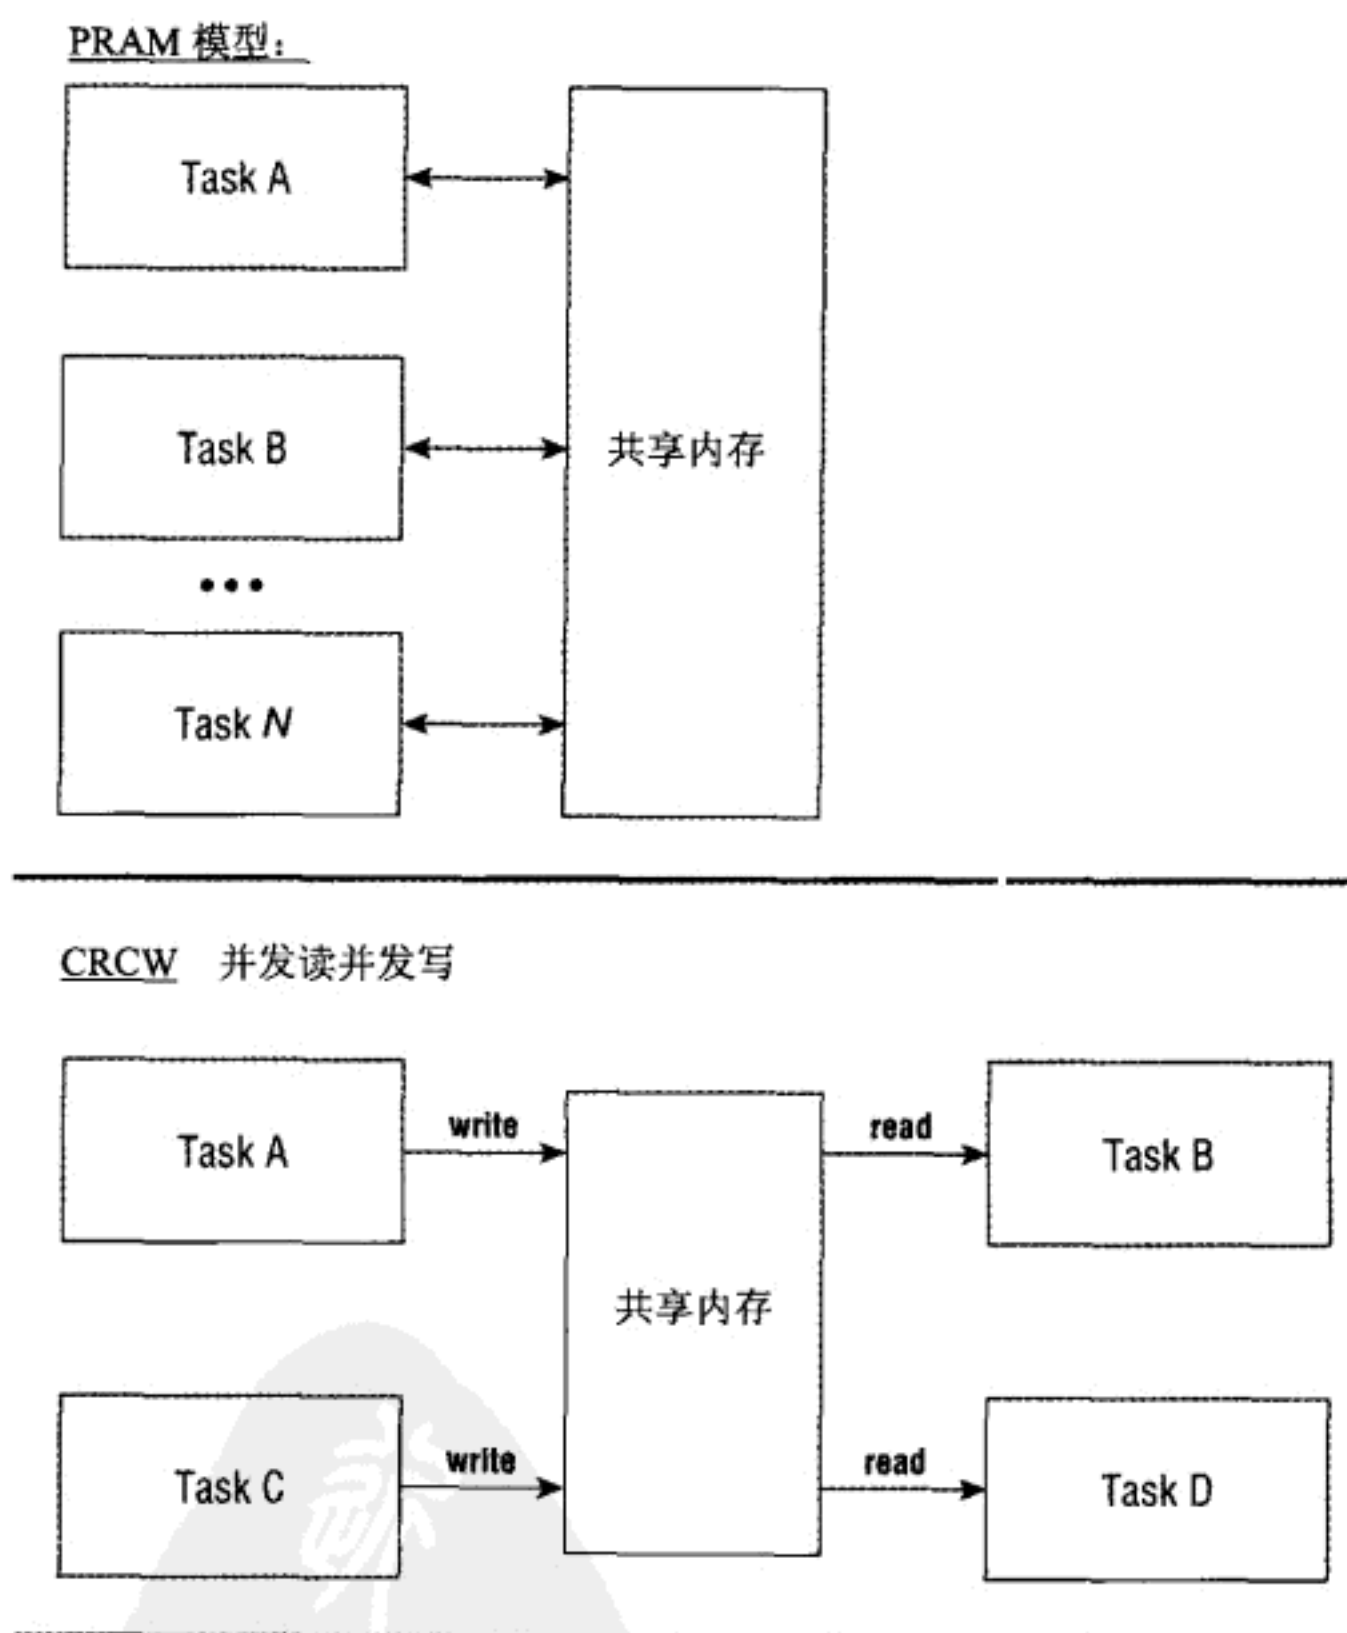 PRAM 模型:
Task A
Task B
共享内存
•••
Task N
CRCW 并发读并发写
Task A
write
read
Task B
共享内存
Task C
write
read
Task D